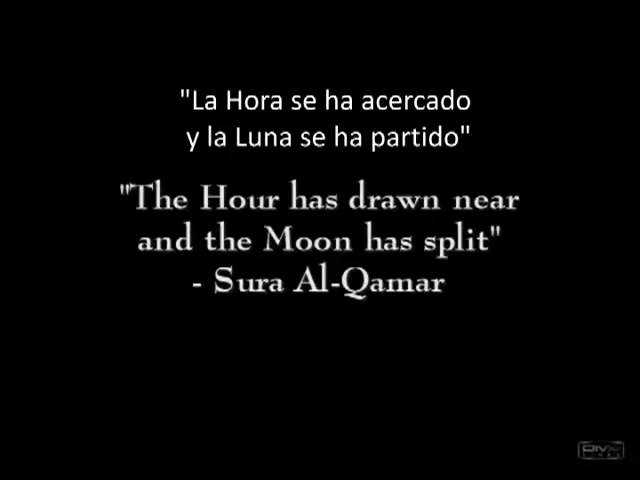 "La Hora se ha acercado
y la Luna se ha partido"
"The Hour has drawn near
and the Moon has split"
- Sura Al-Qamar